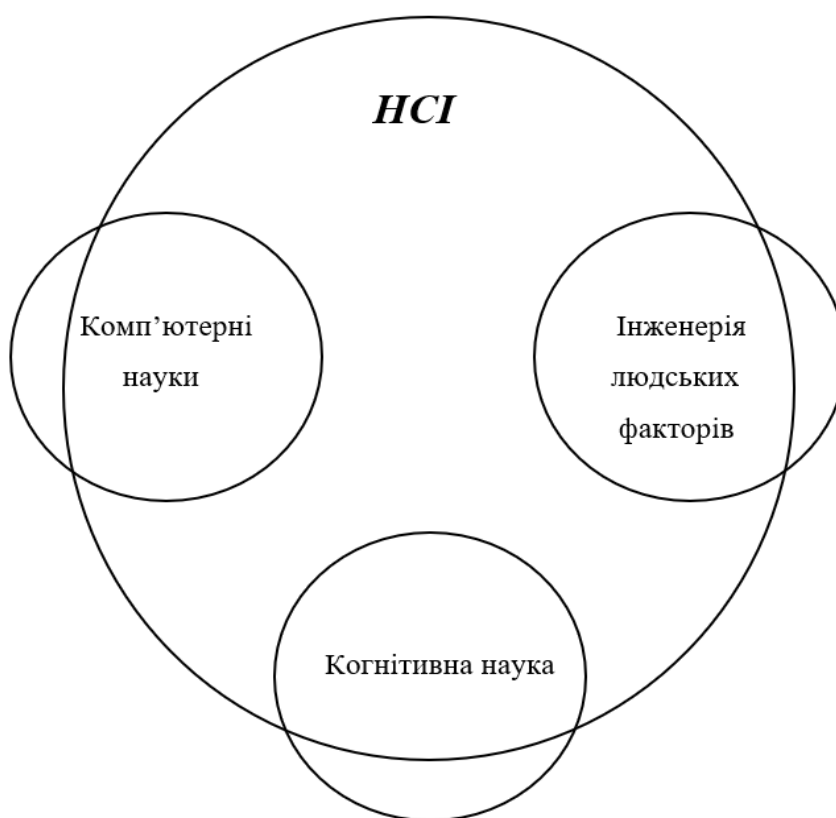 HCI
Комп’ютерні
науки
Інженерія
людських
факторів
Когнітивна наука